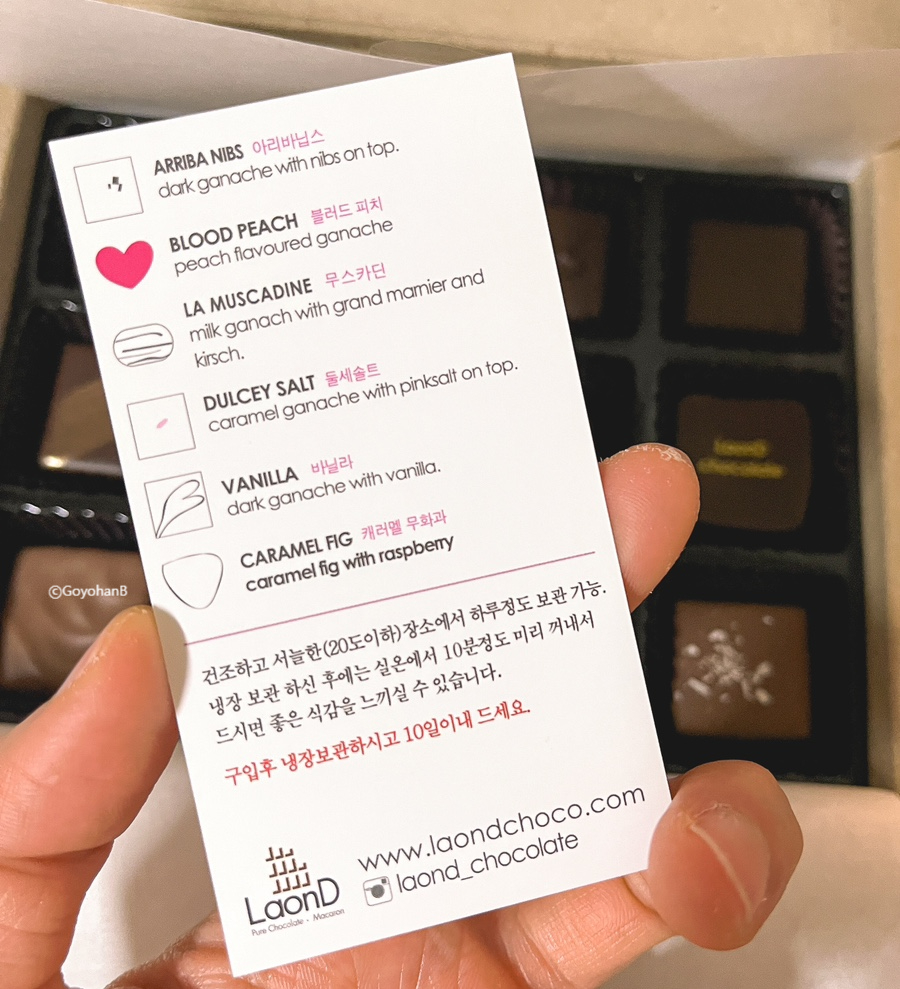 ARRIBA NIBS 아리바닙스
dark ganache with nibs on top.
BLOOD PEACH 블러드 피치
peach flavoured ganache
LA MUSCADINE 무스카딘
milk ganach with grand marnier and
kirsch.
DULCEY SALT 둘세솔트
caramel ganache with pinksalt on top.
VANILLA 바닐라
dark ganache with vanilla.
CARAMEL FIG 캐러멜 무화과
caramel fig with raspberry
건조하고 서늘한(20도이하)장소에서 하루정도 보관 가능.
냉장 보관 하신 후에는 실온에서 10분정도 미리 꺼내서
드시면 좋은 식감을 느끼실 수 있습니다.
구입후 냉장보관하시고 10일이내 드세요.
www.laondchoco.com
laond_chocolate
LaonD
Pure Chocolate · Macaron
LaonD
chocolate
©GoyohanB